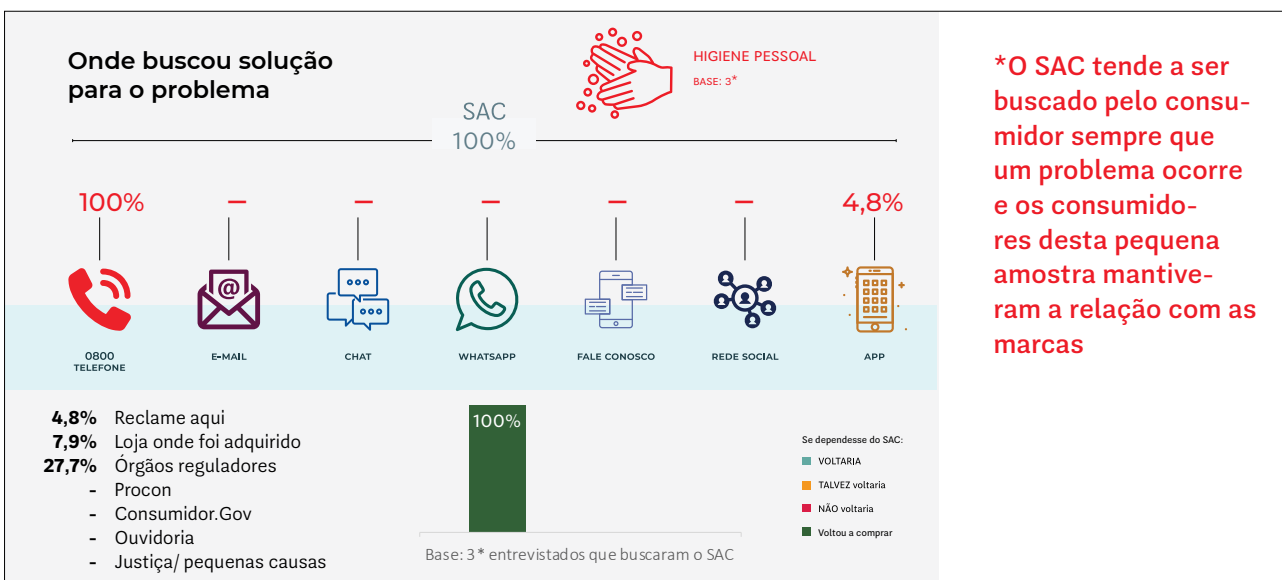 Onde buscou solução
para o problema
HIGIENE PESSOAL
BASE: 3*
SAC
100%
100%
–
–
–
–
–
4,8%
@
0800
TELEFONE
E-MAIL
CHAT
WHATSAPP
FALE CONOSCO
REDE SOCIAL
APP
4,8% Reclame aqui
7,9% Loja onde foi adquirido
27,7% Órgãos reguladores
- Procon
- Consumidor.Gov
- Ouvidoria
- Justiça/ pequenas causas
100%
Base: 3* entrevistados que buscaram o SAC
Se dependesse do SAC:
VOLTARIA
TALVEZ voltaria
NÃO voltaria
Voltou a comprar
*O SAC tende a ser
buscado pelo consu-
midor sempre que
um problema ocorre
e os consumido-
res desta pequena
amostra mantive-
ram a relação com as
marcas